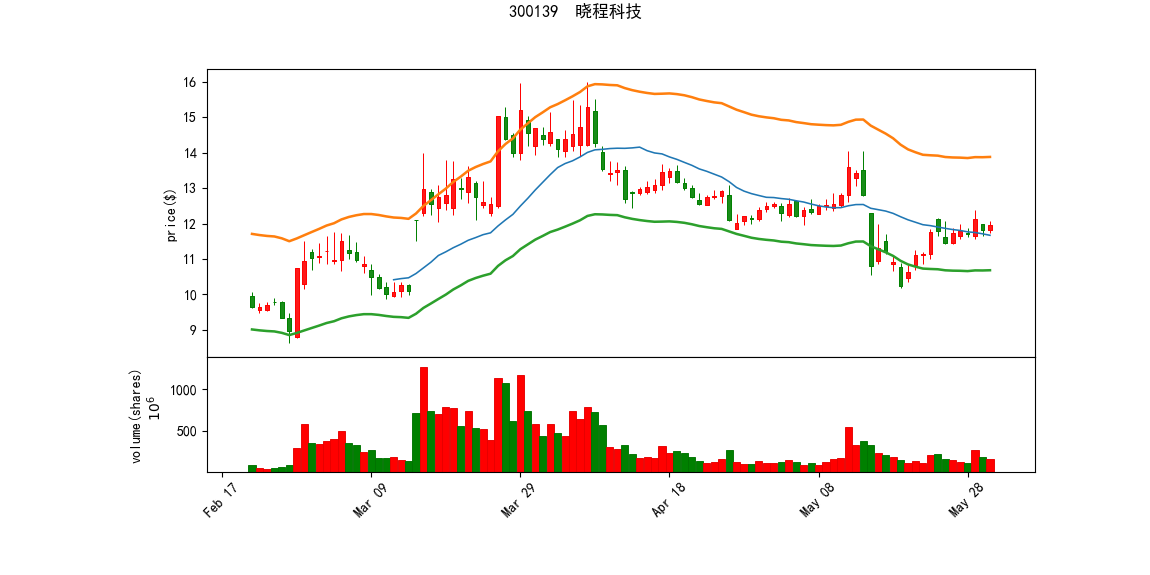 300139 晓程科技
16
15
14
13
12
11
10
9
price($)
1000
500
volume(shares)
10^6
Feb 17
Mar 09
Mar 29
Apr 18
May 08
May 28